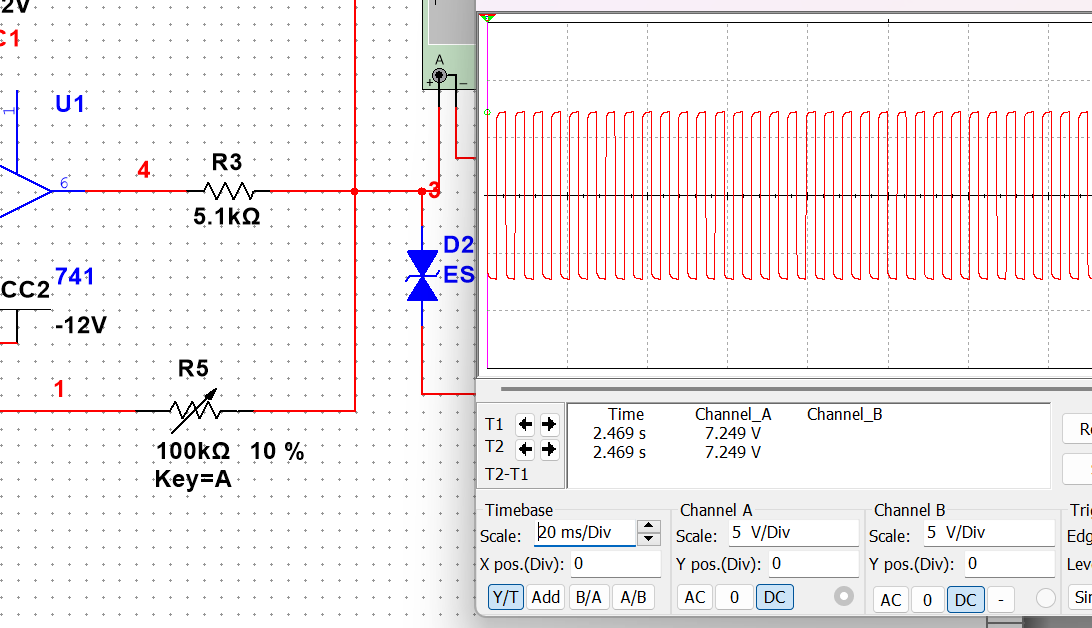 2V
C1
1
U1
A
+
−
4
R3
6
3
5.1kΩ
D2
741
ES
CC2
-12V
R5
1
100kΩ 10 %
Key=A
Time Channel_A Channel_B
T1 2.469 s 7.249 V
T2 2.469 s 7.249 V
T2-T1
Re
Timebase Channel A Channel B Trig
Scale: 20 ms/Div Scale: 5 V/Div Scale: 5 V/Div Edg
X pos.(Div): 0 Y pos.(Div): 0 Y pos.(Div): 0 Lev
Y/T Add B/A A/B AC 0 DC AC 0 DC - Sin